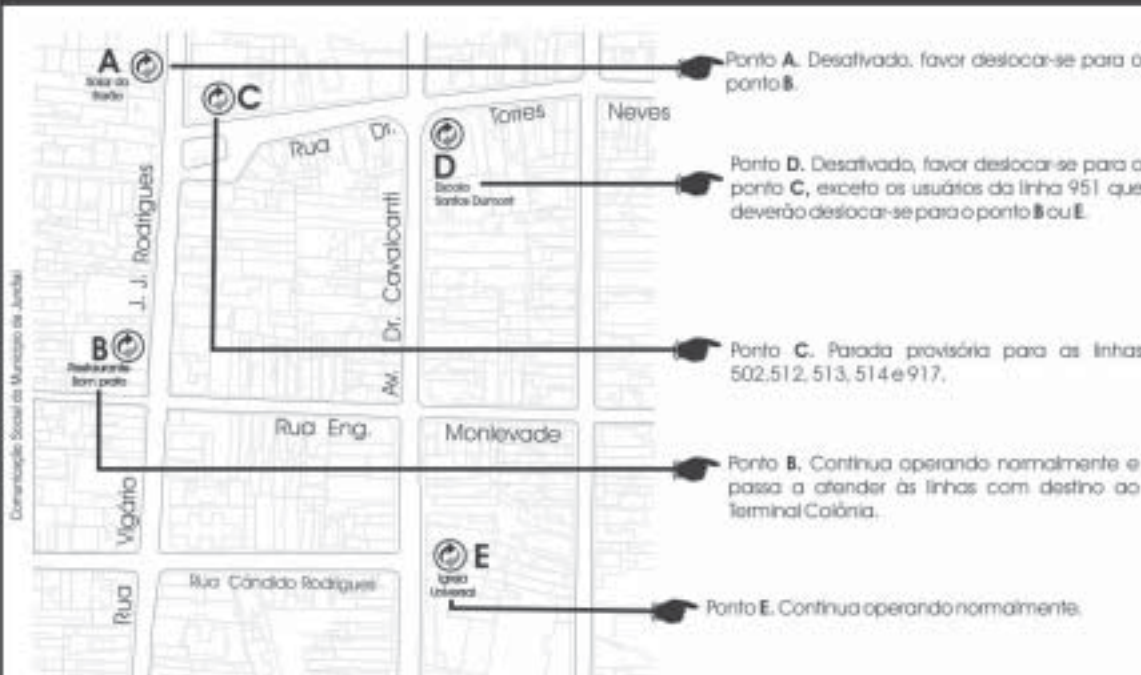 A
Solar do
Barão
C
D
Escola
Santos Dumont
B
Restaurante
Bom prato
E
Igreja
Universal
Rua Dr. Torres Neves
J. J. Rodrigues
Av. Dr. Cavalcanti
Rua Eng. Monlevade
Rua Vigário
Rua Cândido Rodrigues
Comunicação Social do Município de Jundiaí
Ponto A. Desativado, favor deslocar-se para o
ponto B.
Ponto D. Desativado, favor deslocar-se para o
ponto C, exceto os usuários da linha 951 que
deverão deslocar-se para o ponto B ou E.
Ponto C. Parada provisória para as linhas
502,512, 513, 514 e 917.
Ponto B. Continua operando normalmente e
passa a atender às linhas com destino ao
Terminal Colônia.
Ponto E. Continua operando normalmente.